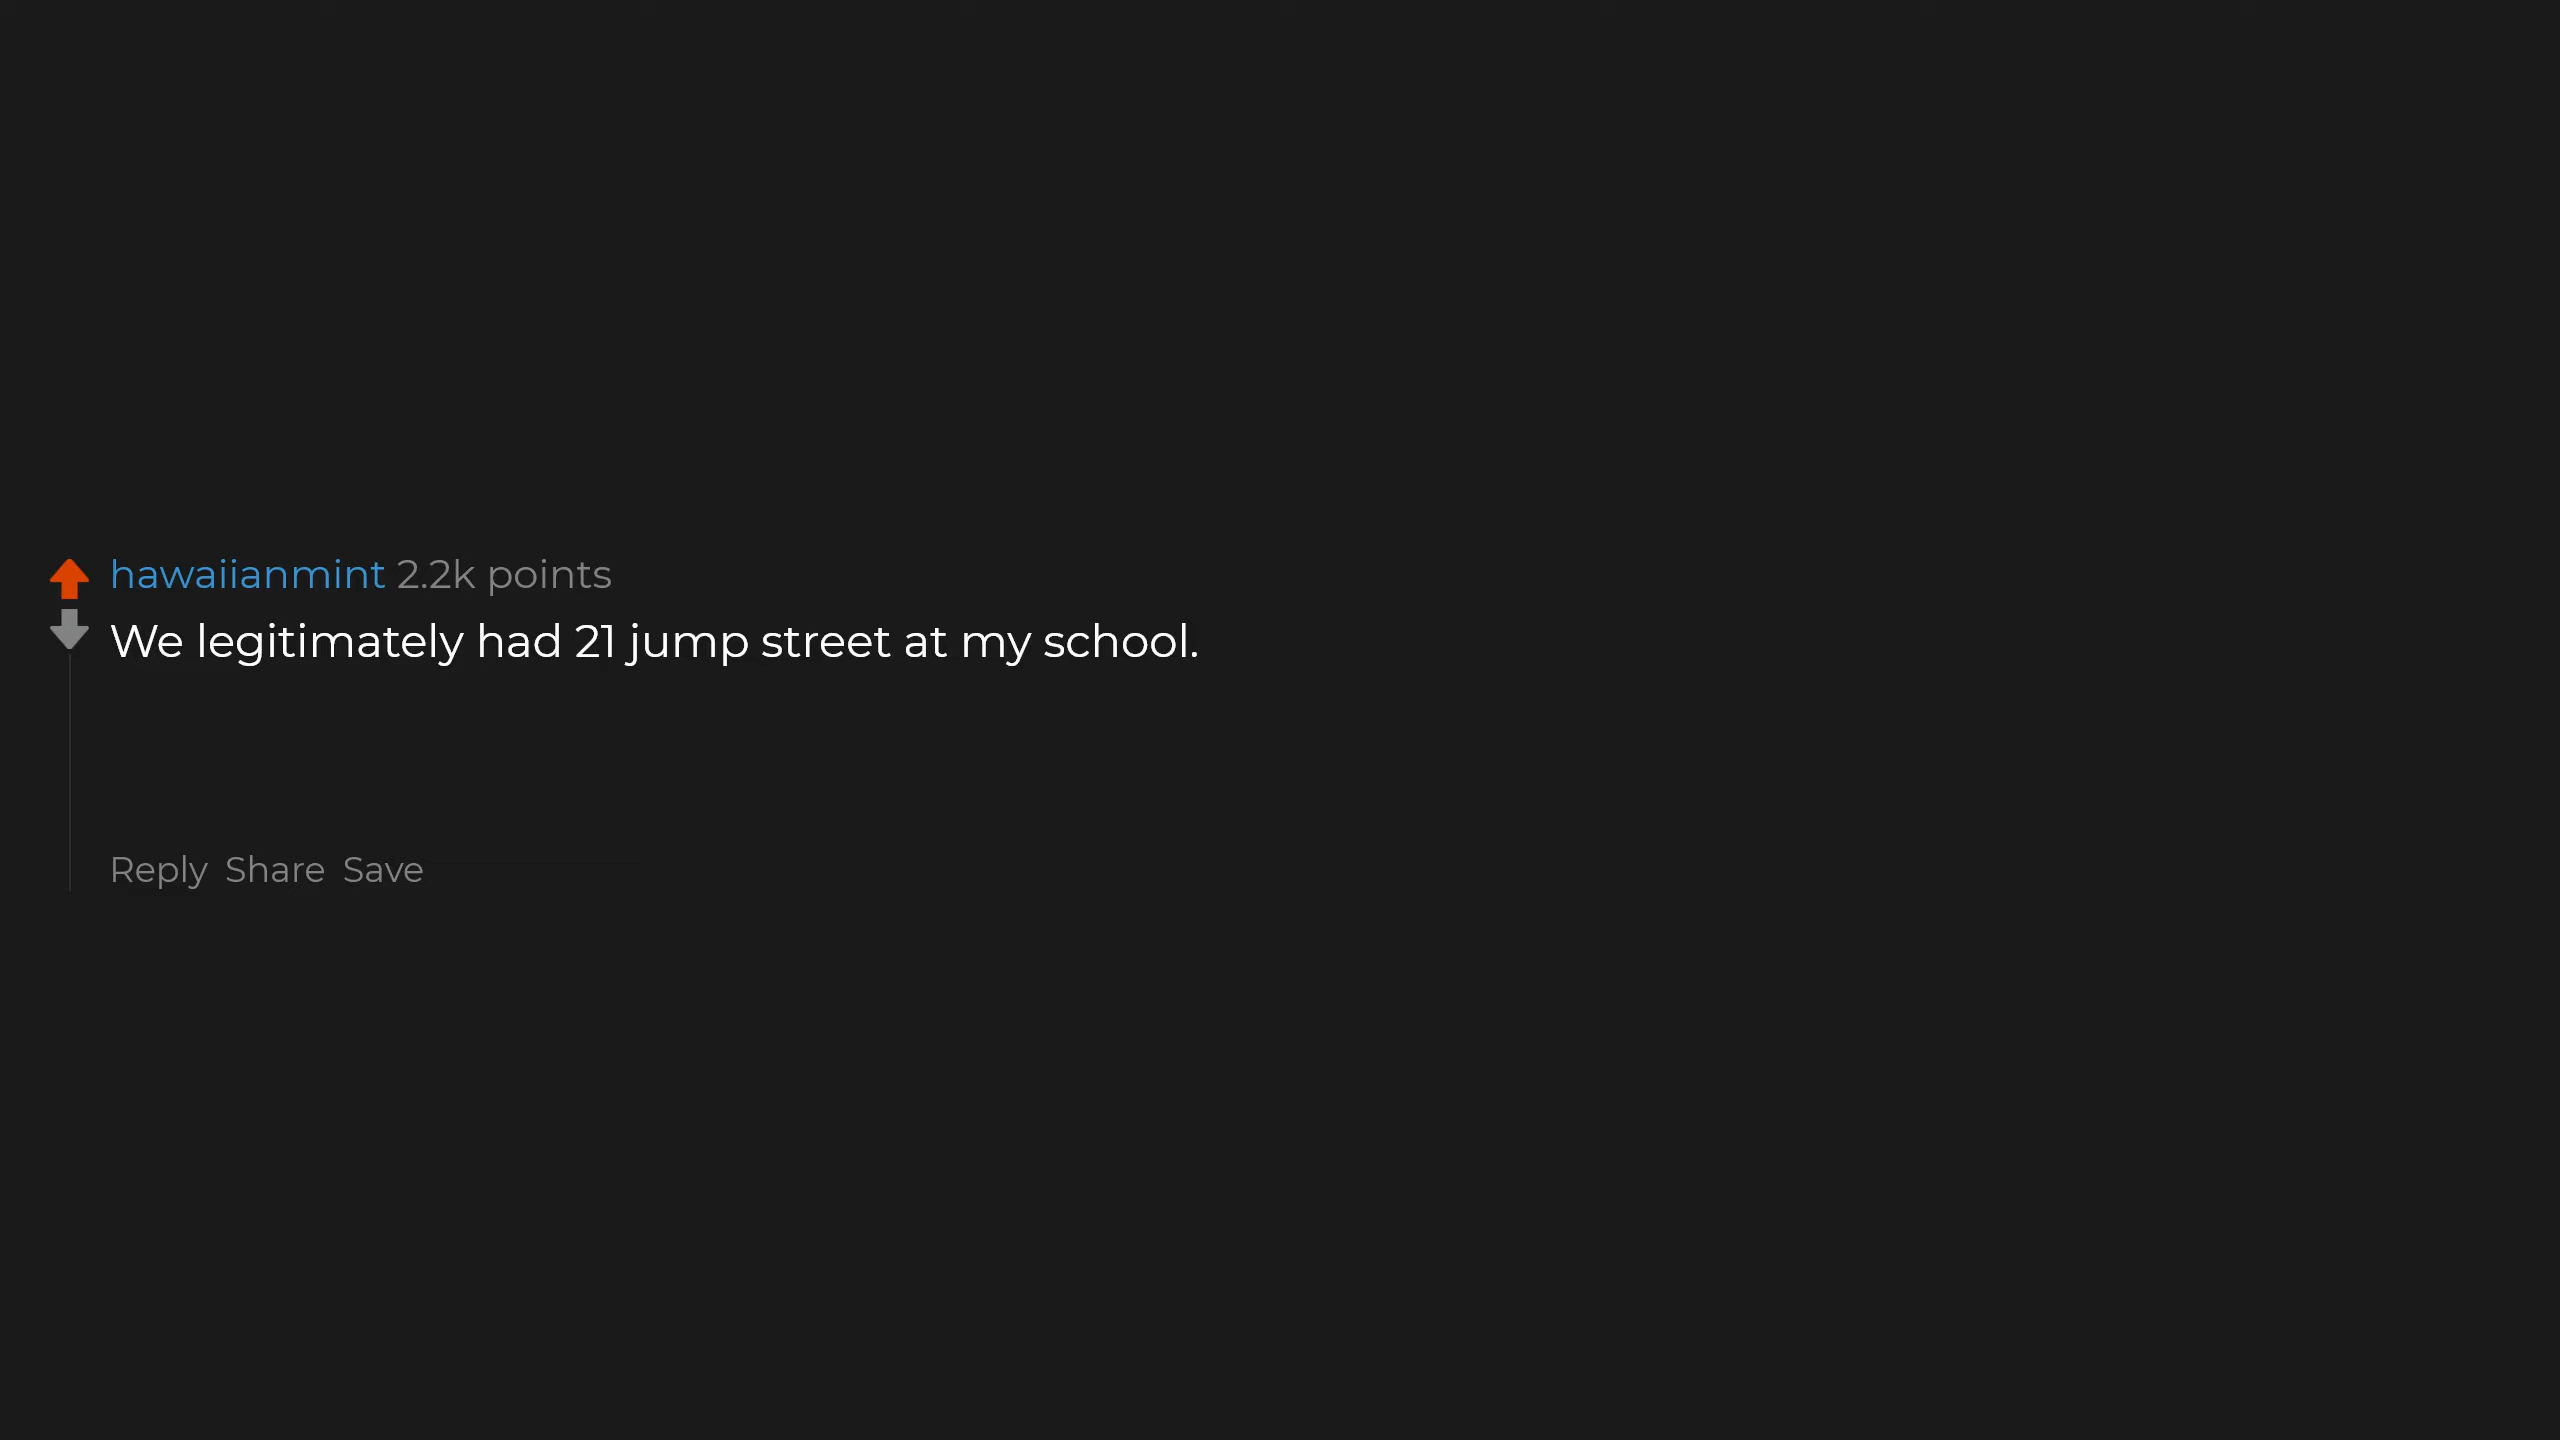 hawaiianmint 2.2k points
We legitimately had 21 jump street at my school.
Reply Share Save